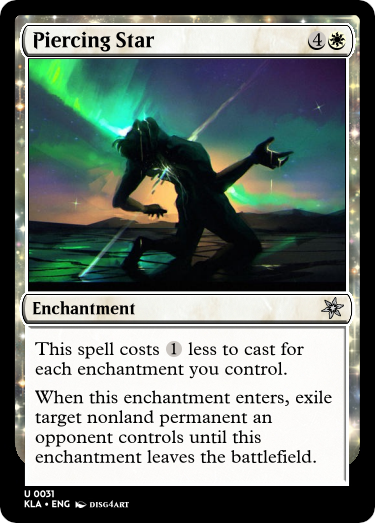 Piercing Star 4
Enchantment
This spell costs 1 less to cast for
each enchantment you control.
When this enchantment enters, exile
target nonland permanent an
opponent controls until this
enchantment leaves the battlefield.
U 0031
KLA • ENG DISG4ART